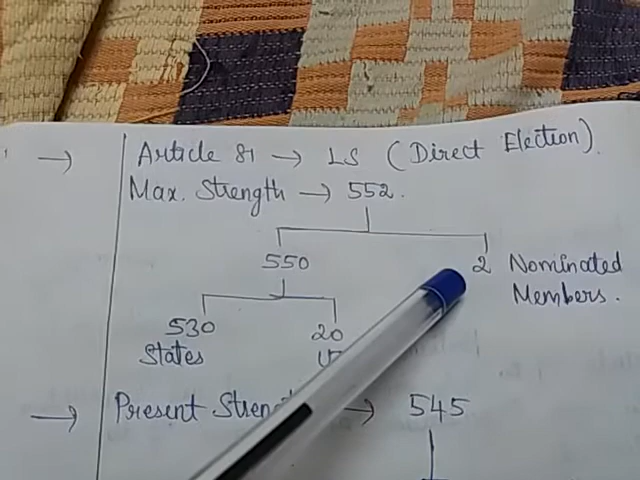 → Article 81 → LS (Direct Election).
Max. Strength → 552.
550 2 Nominated
Members.
530 20
States
→ Present → 545